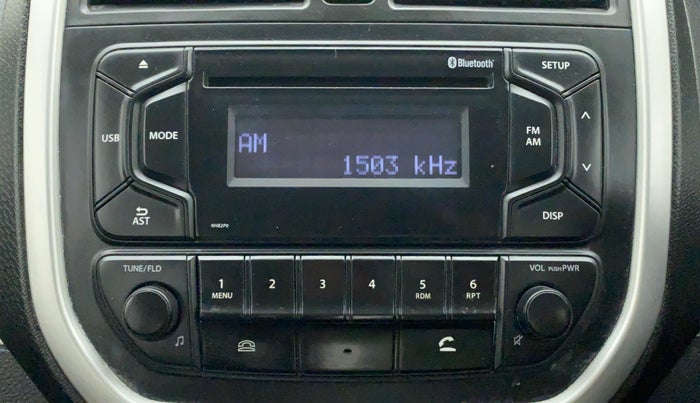 Bluetooth
SETUP
USB
MODE
AM
1503 kHz
FM
AM
AST
RH82P0
DISP
TUNE/FLD
1
MENU
2
3
4
5
RDM
6
RPT
VOL PUSH PWR